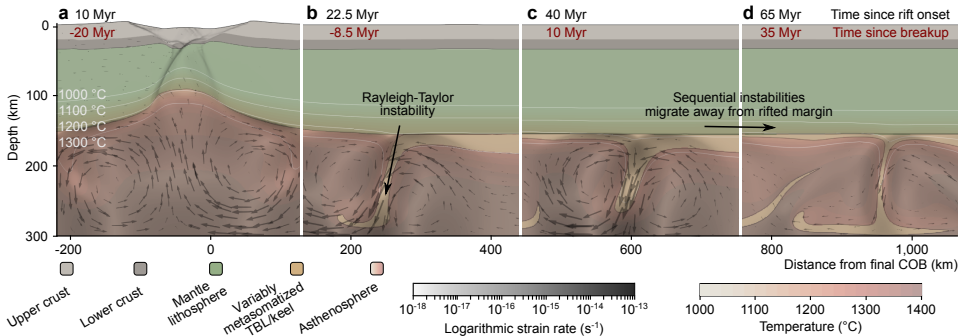 a 10 Myr
-20 Myr
b 22.5 Myr
-8.5 Myr
c 40 Myr
10 Myr
d 65 Myr Time since rift onset
35 Myr Time since breakup
0
100
200
300
Depth (km)
1000 °C
1100 °C
1200 °C
1300 °C
Rayleigh-Taylor
instability
Sequential instabilities
migrate away from rifted margin
-200 0 200 400 600 800 1,000
Distance from final COB (km)
Upper crust
Lower crust
Mantle
lithosphere
Variably
metasomatized
TBL/keel
Asthenosphere
10⁻¹⁸ 10⁻¹⁷ 10⁻¹⁶ 10⁻¹⁵ 10⁻¹⁴ 10⁻¹³
Logarithmic strain rate (s⁻¹)
1000 1100 1200 1300 1400
Temperature
(°C)